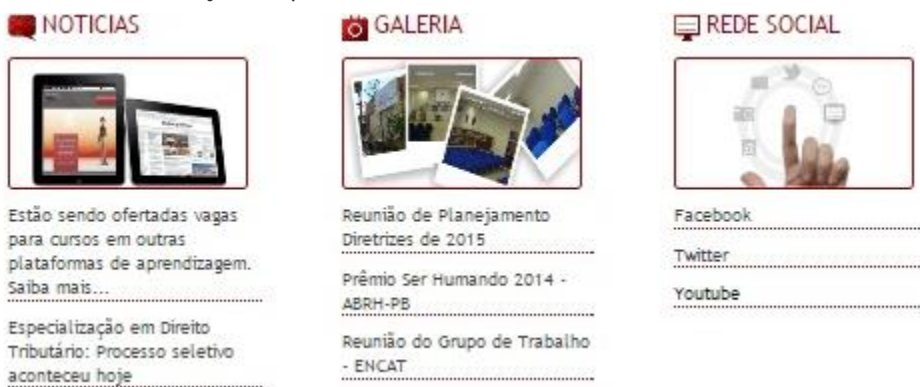 NOTICIAS
Estão sendo ofertadas vagas
para cursos em outras
plataformas de aprendizagem.
Saiba mais...
Especialização em Direito
Tributário: Processo seletivo
aconteceu hoje
GALERIA
Reunião de Planejamento
Diretrizes de 2015
Prêmio Ser Humando 2014 -
ABRH-PB
Reunião do Grupo de Trabalho
- ENCAT
REDE SOCIAL
Facebook
Twitter
Youtube